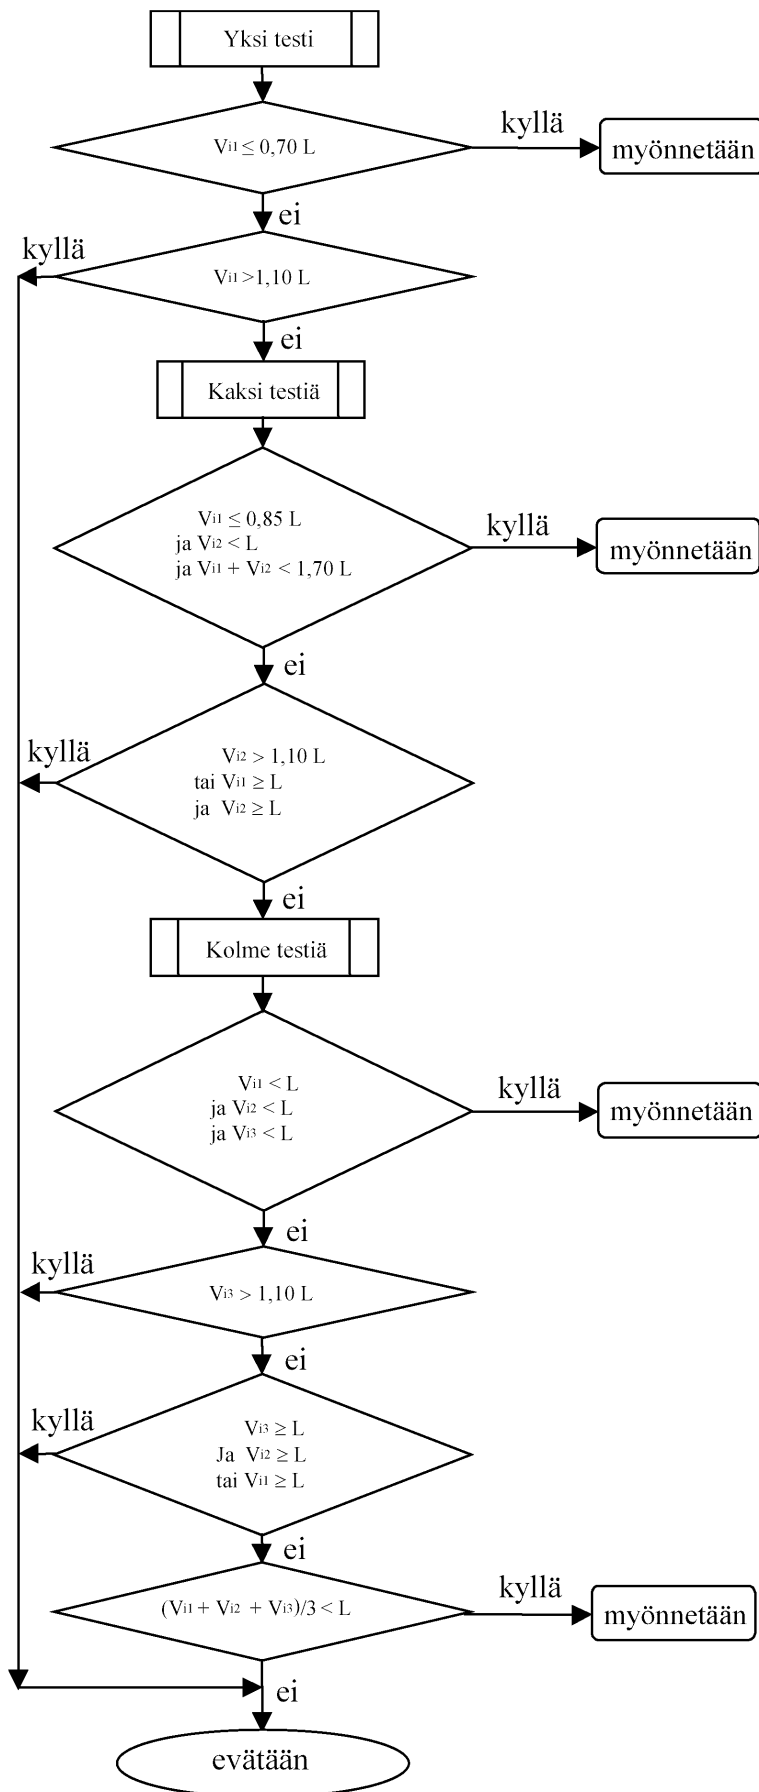 Yksi testi
Vi1 ≤ 0,70 L
kyllä
myönnetään
ei
kyllä
Vi1 >1,10 L
ei
Kaksi testiä
Vi1 ≤ 0,85 L
ja Vi2 < L
ja Vi1 + Vi2 < 1,70 L
kyllä
myönnetään
ei
kyllä
Vi2 > 1,10 L
tai Vi1 ≥ L
ja Vi2 ≥ L
ei
Kolme testiä
Vi1 < L
ja Vi2 < L
ja Vi3 < L
kyllä
myönnetään
ei
kyllä
Vi3 > 1,10 L
ei
kyllä
Vi3 ≥ L
Ja Vi2 ≥ L
tai Vi1 ≥ L
ei
(Vi1 + Vi2 + Vi3)/3 < L
kyllä
myönnetään
ei
evätään